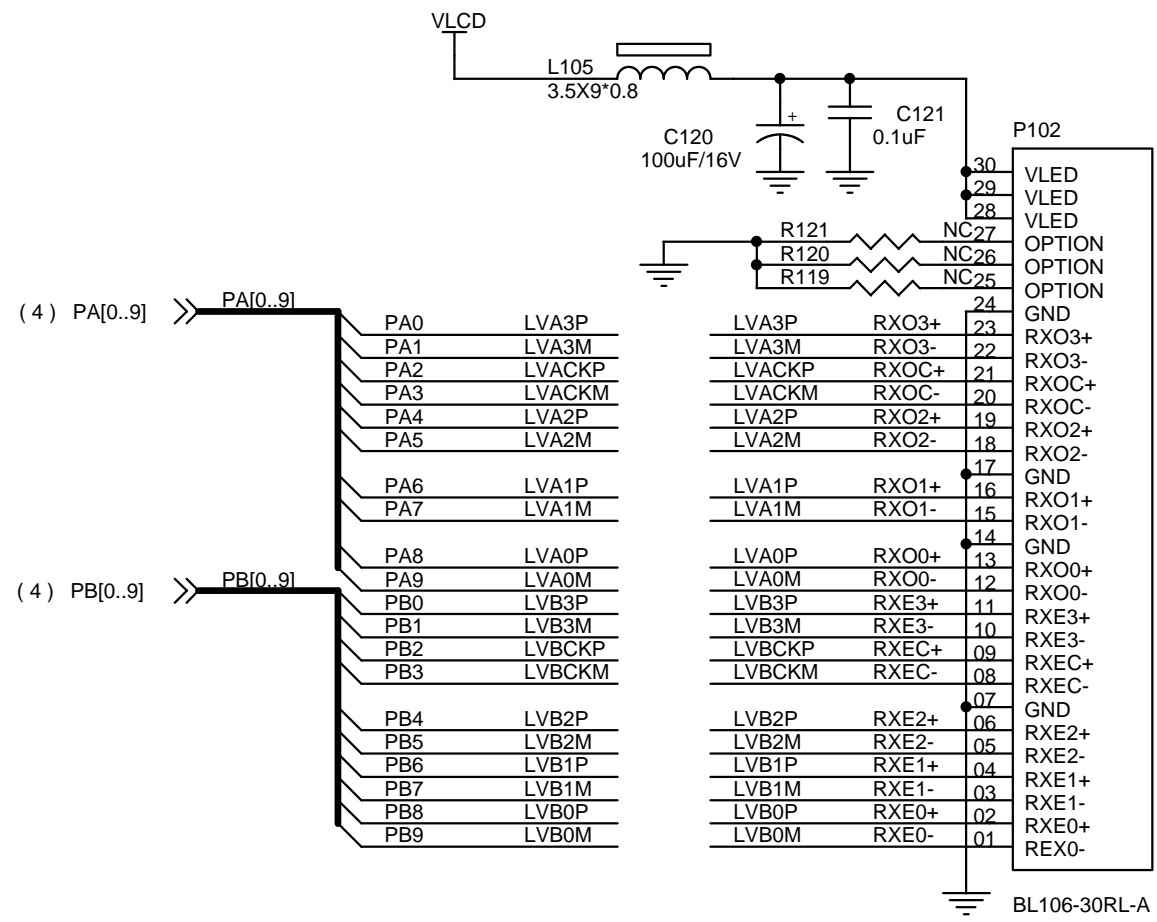 VLCD
L105
3.5X9*0.8
C120
100uF/16V
+
C121
0.1uF
P102
30 VLED
29 VLED
28 VLED
R121 NC 27 OPTION
R120 NC 26 OPTION
R119 NC 25 OPTION
24 GND
( 4 ) PA[0..9] PA[0..9]
PA0 LVA3P LVA3P RXO3+ 23 RXO3+
PA1 LVA3M LVA3M RXO3- 22 RXO3-
PA2 LVACKP LVACKP RXOC+ 21 RXOC+
PA3 LVACKM LVACKM RXOC- 20 RXOC-
PA4 LVA2P LVA2P RXO2+ 19 RXO2+
PA5 LVA2M LVA2M RXO2- 18 RXO2-
17 GND
PA6 LVA1P LVA1P RXO1+ 16 RXO1+
PA7 LVA1M LVA1M RXO1- 15 RXO1-
14 GND
PA8 LVA0P LVA0P RXO0+ 13 RXO0+
PA9 LVA0M LVA0M RXO0- 12 RXO0-
( 4 ) PB[0..9] PB[0..9]
PB0 LVB3P LVB3P RXE3+ 11 RXE3+
PB1 LVB3M LVB3M RXE3- 10 RXE3-
PB2 LVBCKP LVBCKP RXEC+ 09 RXEC+
PB3 LVBCKM LVBCKM RXEC- 08 RXEC-
07 GND
PB4 LVB2P LVB2P RXE2+ 06 RXE2+
PB5 LVB2M LVB2M RXE2- 05 RXE2-
PB6 LVB1P LVB1P RXE1+ 04 RXE1+
PB7 LVB1M LVB1M RXE1- 03 RXE1-
PB8 LVB0P LVB0P RXE0+ 02 RXE0+
PB9 LVB0M LVB0M RXE0- 01 REX0-
BL106-30RL-A